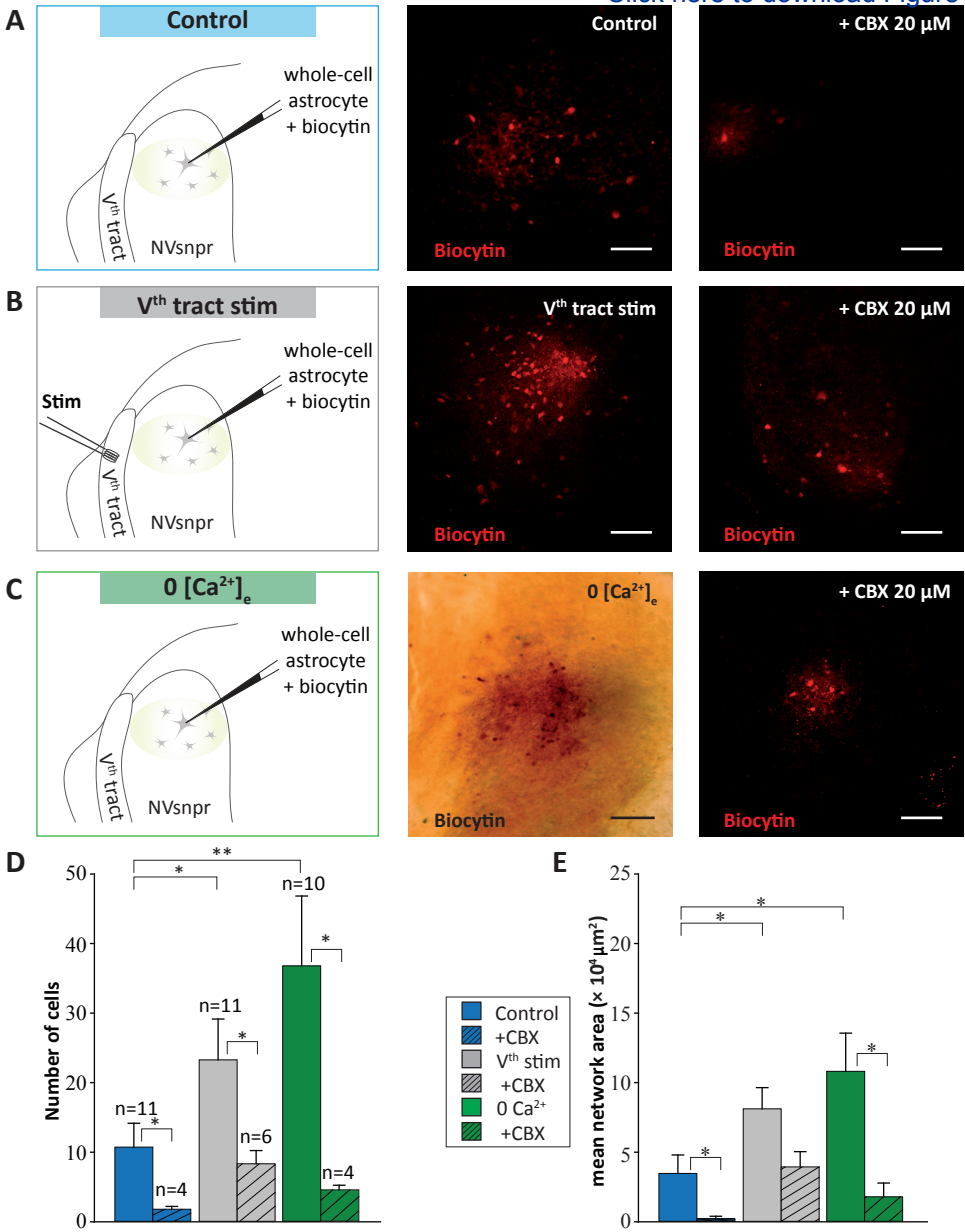 Click here to download Figure
A
Control
whole-cell
astrocyte
+ biocytin
Vth tract
NVsnpr
Control
Biocytin
+ CBX 20 µM
Biocytin
B
Vth tract stim
whole-cell
astrocyte
+ biocytin
Stim
Vth tract
NVsnpr
Vth tract stim
Biocytin
+ CBX 20 µM
Biocytin
C
0 [Ca2+]e
whole-cell
astrocyte
+ biocytin
Vth tract
NVsnpr
0 [Ca2+]e
Biocytin
+ CBX 20 µM
Biocytin
D
Number of cells
50
40
30
20
10
0
**
*
n=10
*
n=11
*
n=11
*
n=4
n=6
n=4
Control
+CBX
Vth stim
+CBX
0 Ca2+
+CBX
E
mean network area (× 10⁴ µm²)
25
20
15
10
5
0
*
*
*
*